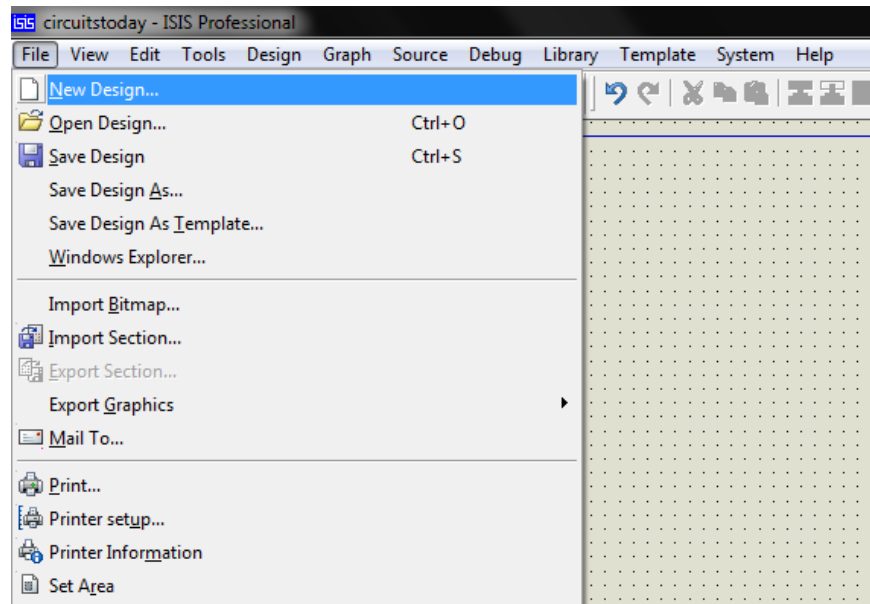 isis circuitstoday - ISIS Professional
File View Edit Tools Design Graph Source Debug Library Template System Help
New Design...
Open Design... Ctrl+O
Save Design Ctrl+S
Save Design As...
Save Design As Template...
Windows Explorer...
Import Bitmap...
Import Section...
Export Section...
Export Graphics
Mail To...
Print...
Printer setup...
Printer Information
Set Area